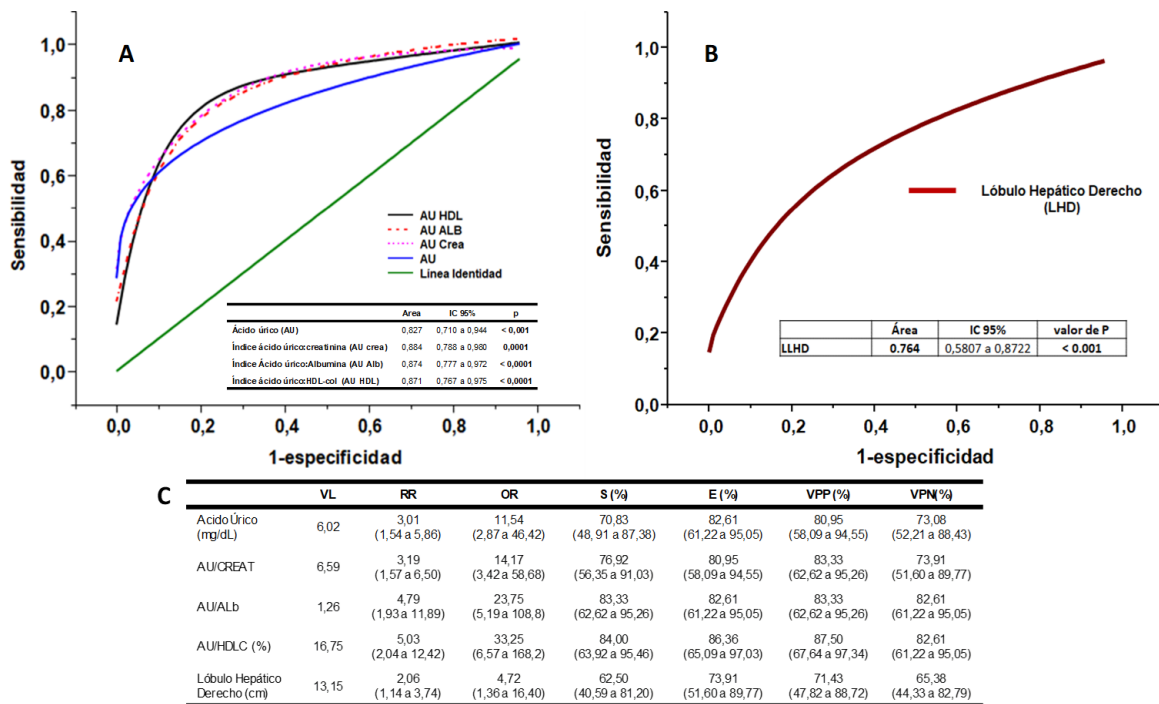 A
1,0
0,8
0,6
0,4
0,2
0,0
Sensibilidad
AU HDL
AU ALB
AU Crea
AU
Línea Identidad
Area IC 95% p
Ácido úrico (AU) 0,827 0,710 a 0,944 < 0,001
Índice ácido úrico:creatinina (AU crea) 0,884 0,788 a 0,980 0,0001
Índice ácido úrico:Albumina (AU Alb) 0,874 0,777 a 0,972 < 0,0001
Índice ácido úrico:HDL-col (AU HDL) 0,871 0,767 a 0,975 < 0,0001
0,0 0,2 0,4 0,6 0,8 1,0
1-especificidad
B
1,0
0,8
0,6
0,4
0,2
0,0
Sensibilidad
Lóbulo Hepático Derecho
(LHD)
Área IC 95% valor de P
LLHD 0.764 0,5807 a 0,8722 < 0.001
0,0 0,2 0,4 0,6 0,8 1,0
1-especificidad
C
VL RR OR S (%) E (%) VPP (%) VPN(%)
Acido Úrico 3,01 11,54 70,83 82,61 80,95 73,08
(mg/dL) 6,02 (1,54 a 5,86) (2,87 a 46,42) (48,91 a 87,38) (61,22 a 95,05) (58,09 a 94,55) (52,21 a 88,43)
AU/CREAT 6,59 3,19 14,17 76,92 80,95 83,33 73,91
(1,57 a 6,50) (3,42 a 58,68) (56,35 a 91,03) (58,09 a 94,55) (62,62 a 95,26) (51,60 a 89,77)
AU/ALb 1,26 4,79 23,75 83,33 82,61 83,33 82,61
(1,93 a 11,89) (5,19 a 108,8) (62,62 a 95,26) (61,22 a 95,05) (62,62 a 95,26) (61,22 a 95,05)
AU/HDLC (%) 16,75 5,03 33,25 84,00 86,36 87,50 82,61
(2,04 a 12,42) (6,57 a 168,2) (63,92 a 95,46) (65,09 a 97,03) (67,64 a 97,34) (61,22 a 95,05)
Lóbulo Hepático 2,06 4,72 62,50 73,91 71,43 65,38
Derecho (cm) 13,15 (1,14 a 3,74) (1,36 a 16,40) (40,59 a 81,20) (51,60 a 89,77) (47,82 a 88,72) (44,33 a 82,79)